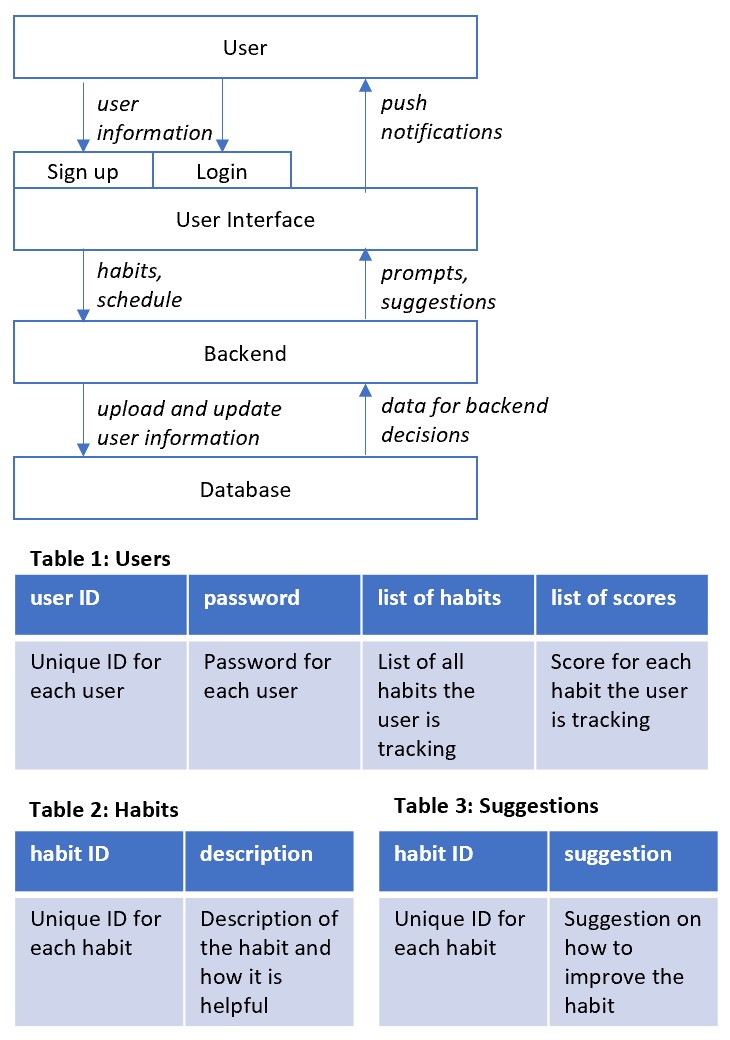 User
user
information
push
notifications
Sign up
Login
User Interface
habits,
schedule
prompts,
suggestions
Backend
upload and update
user information
data for backend
decisions
Database
Table 1: Users
user ID
password
list of habits
list of scores
Unique ID for
each user
Password for
each user
List of all
habits the
user is
tracking
Score for each
habit the user
is tracking
Table 2: Habits
habit ID
description
Unique ID for
each habit
Description of
the habit and
how it is
helpful
Table 3: Suggestions
habit ID
suggestion
Unique ID for
each habit
Suggestion on
how to
improve the
habit